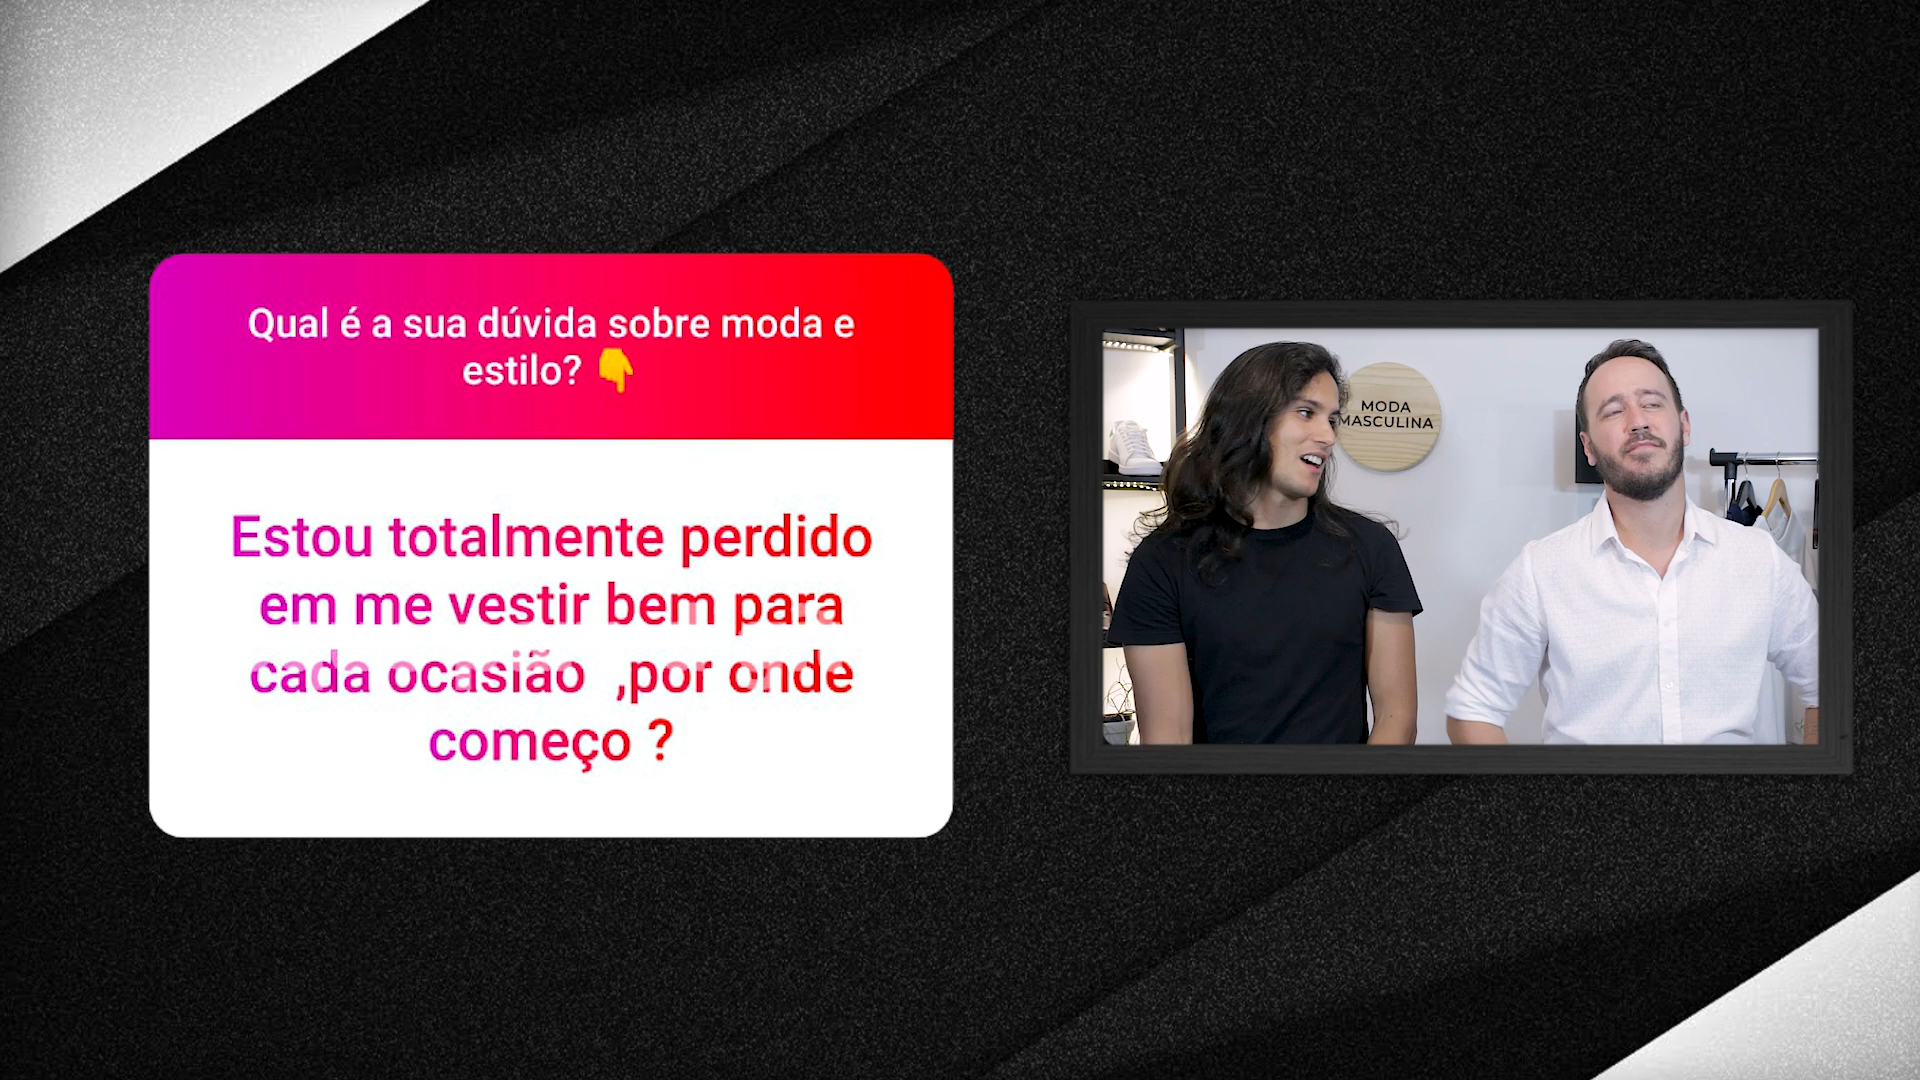 Qual é a sua dúvida sobre moda e
estilo? 👇
Estou totalmente perdido
em me vestir bem para
cada ocasião  ,por onde
começo ?
MODA
MASCULINA